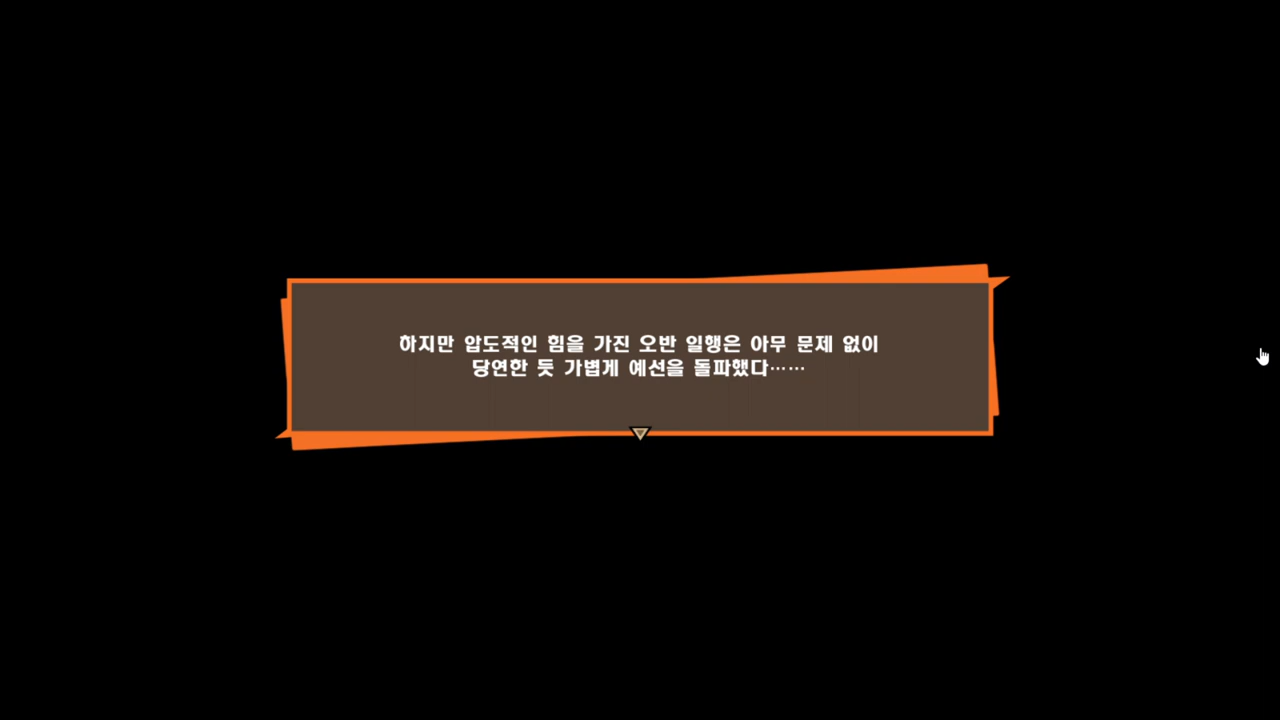 하지만 압도적인 힘을 가진 오반 일행은 아무 문제 없이
당연한 듯 가볍게 예선을 돌파했다……